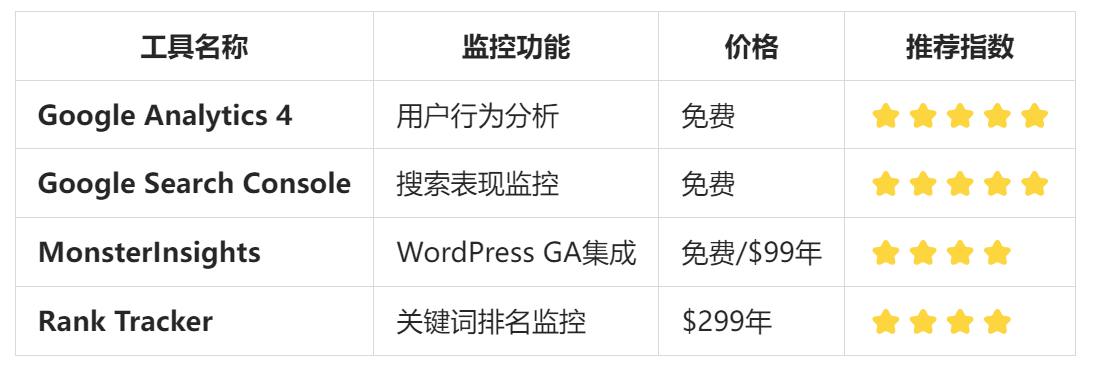 工具名称 监控功能 价格 推荐指数
Google Analytics 4 用户行为分析 免费 ⭐⭐⭐⭐⭐
Google Search Console 搜索表现监控 免费 ⭐⭐⭐⭐⭐
MonsterInsights WordPress GA集成 免费/$99年 ⭐⭐⭐⭐
Rank Tracker 关键词排名监控 $299年 ⭐⭐⭐⭐